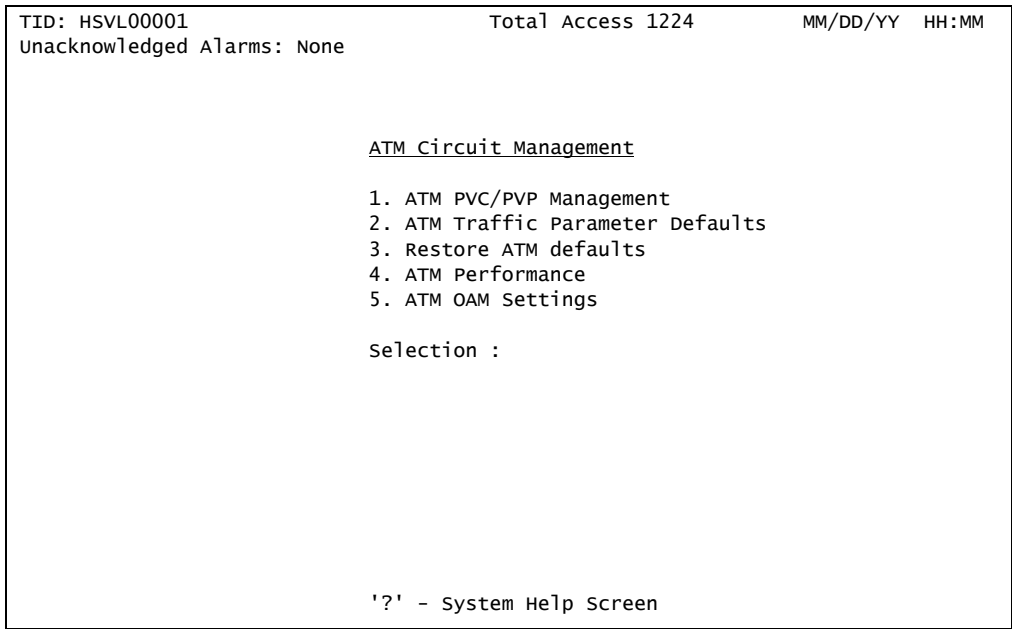 TID: HSVL00001 Total Access 1224 MM/DD/YY HH:MM
Unacknowledged Alarms: None
ATM Circuit Management
1. ATM PVC/PVP Management
2. ATM Traffic Parameter Defaults
3. Restore ATM defaults
4. ATM Performance
5. ATM OAM Settings
Selection :
'?' - System Help Screen